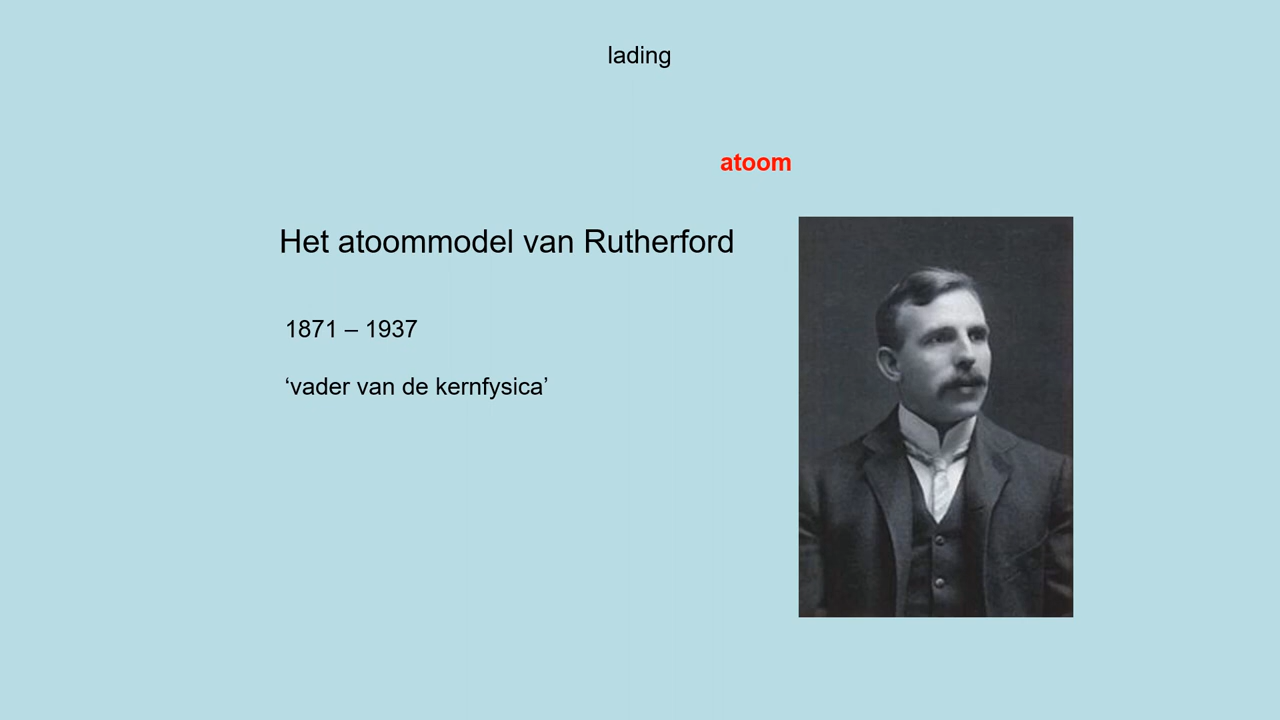 lading
atoom
Het atoommodel van Rutherford
1871 – 1937
‘vader van de kernfysica’